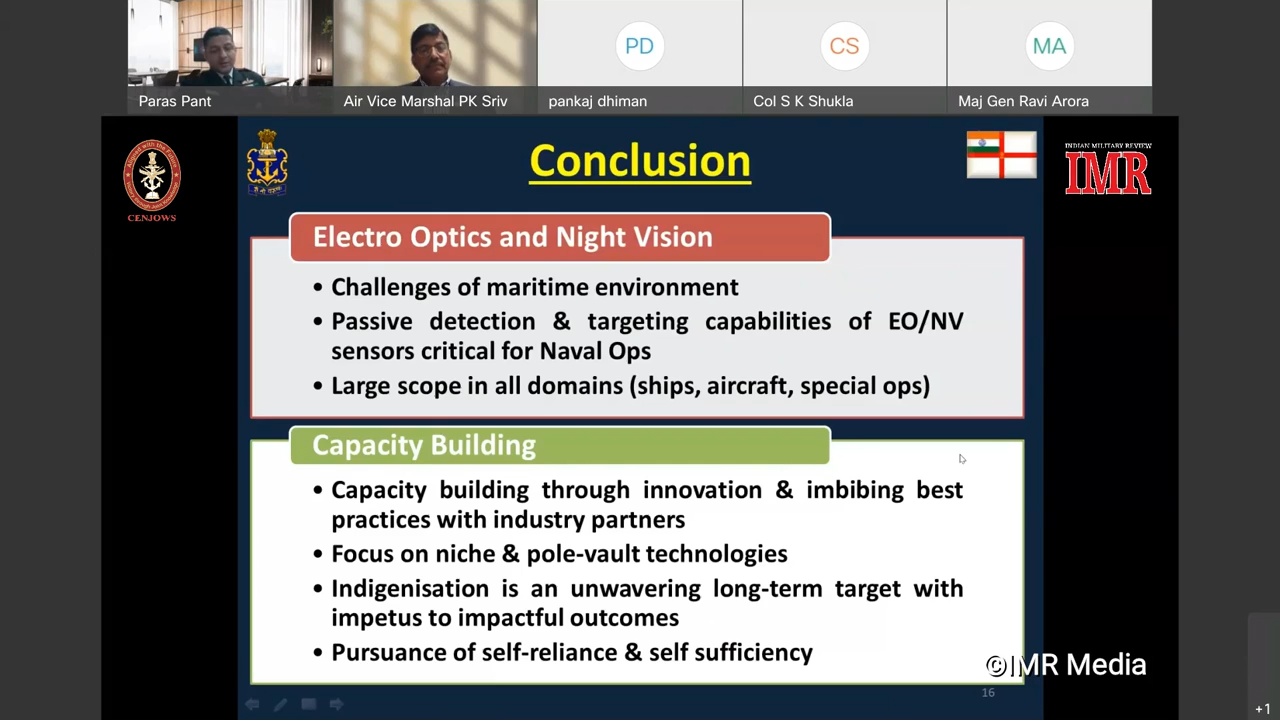 PD
CS
MA
Paras Pant
Air Vice Marshal PK Sriv
pankaj dhiman
Col S K Shukla
Maj Gen Ravi Arora
CENJOWS
INDIAN MILITARY REVIEW
IMR
Conclusion
Electro Optics and Night Vision
• Challenges of maritime environment
• Passive detection & targeting capabilities of EO/NV
sensors critical for Naval Ops
• Large scope in all domains (ships, aircraft, special ops)
Capacity Building
• Capacity building through innovation & imbibing best
practices with industry partners
• Focus on niche & pole-vault technologies
• Indigenisation is an unwavering long-term target with
impetus to impactful outcomes
• Pursuance of self-reliance & self sufficiency
©IMR Media
16
+1